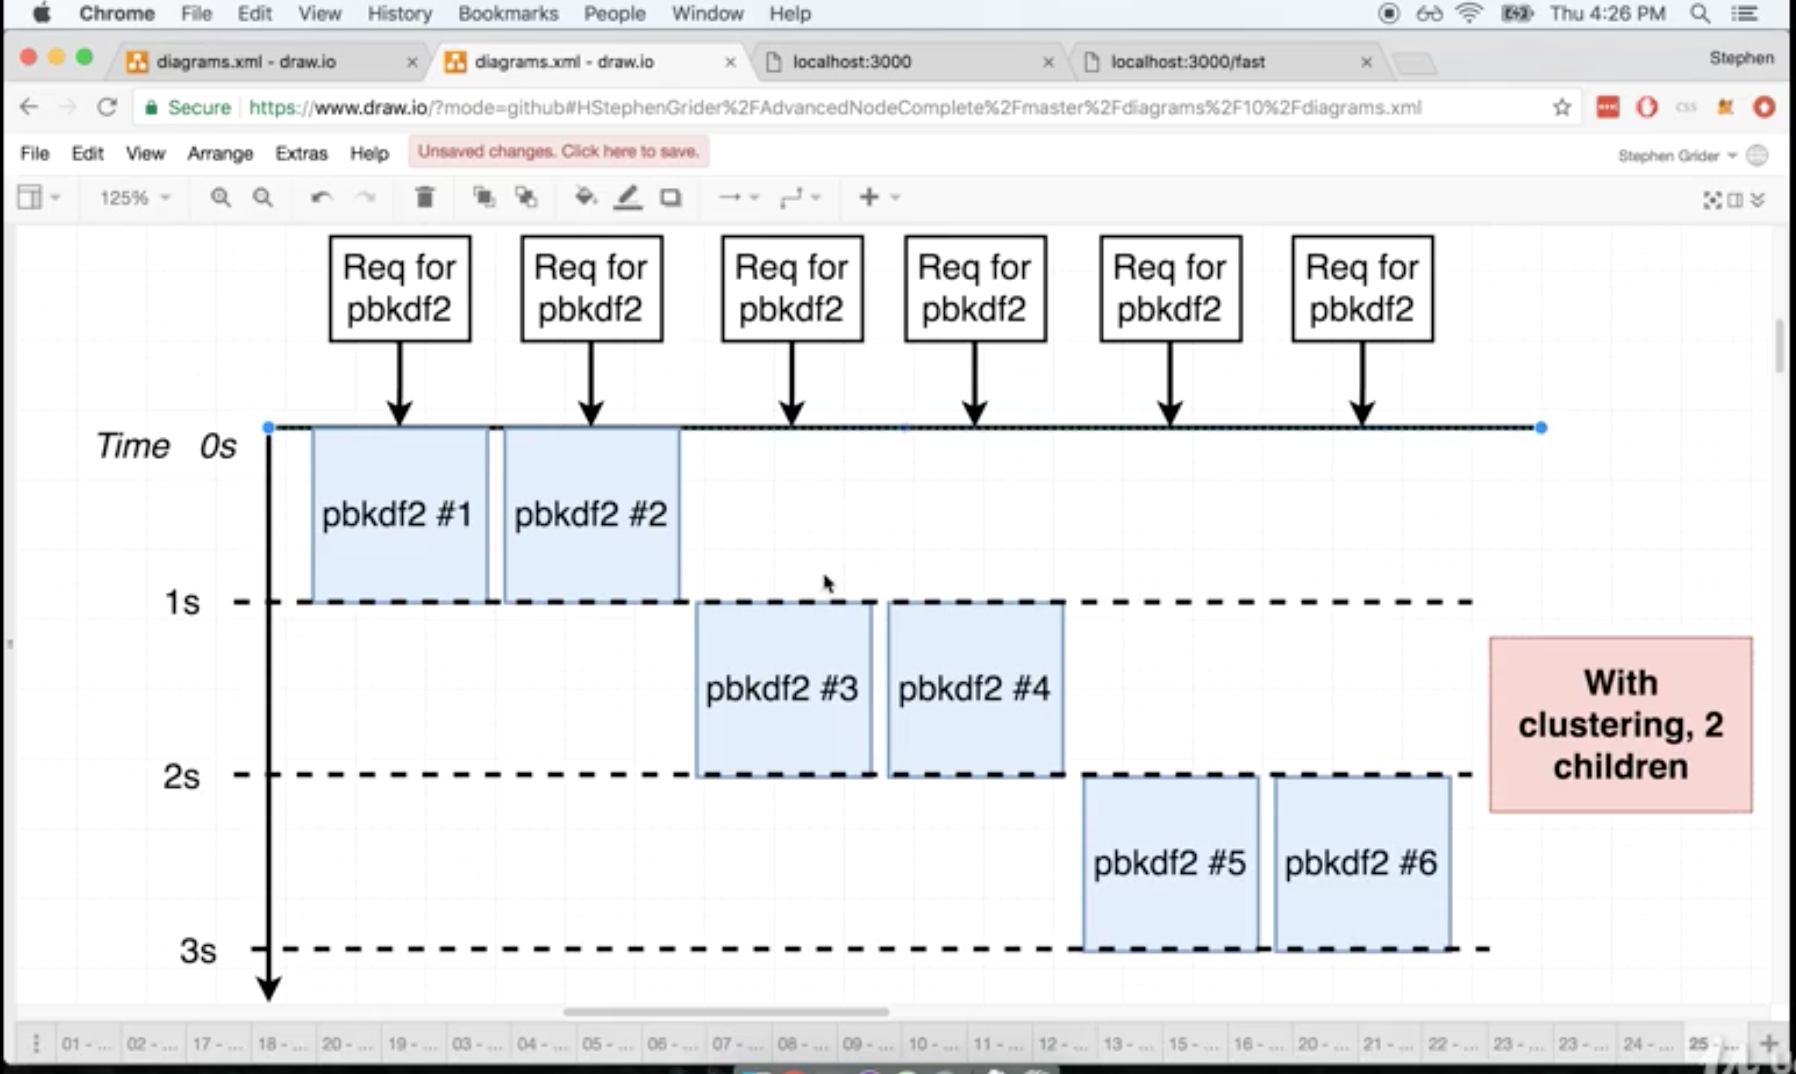 Chrome File Edit View History Bookmarks People Window Help Thu 4:26 PM
diagrams.xml - draw.io × diagrams.xml - draw.io × localhost:3000 × localhost:3000/fast × Stephen
Secure https://www.draw.io/?mode=github#HStephenGrider%2FAdvancedNodeComplete%2Fmaster%2Fdiagrams%2F10%2Fdiagrams.xml CSS
File Edit View Arrange Extras Help Unsaved changes. Click here to save. Stephen Grider
125%
Req for
pbkdf2
Req for
pbkdf2
Req for
pbkdf2
Req for
pbkdf2
Req for
pbkdf2
Req for
pbkdf2
Time 0s
pbkdf2 #1
pbkdf2 #2
1s
pbkdf2 #3
pbkdf2 #4
With
clustering, 2
children
2s
pbkdf2 #5
pbkdf2 #6
3s
01 - ... 02 - ... 17 - ... 18 - ... 20 - ... 19 - ... 03 - ... 04 - ... 05 - ... 06 - ... 07 - ... 08 - ... 09 - ... 10 - ... 11 - ... 12 - ... 13 - ... 15 - ... 16 - ... 20 - ... 21 - ... 22 - ... 23 - ... 23 - ... 24 - ... 25 - ...